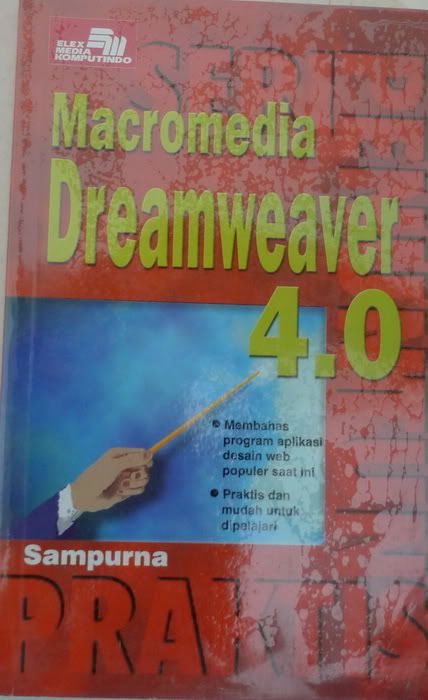 ELEX
MEDIA
KOMPUTINDO
SERI
Macromedia
Dreamweaver
4.0
Membahas
program aplikasi
desain web
populer saat ini
Praktis dan
mudah untuk
dipelajari
Sampurna
PRAKTIS